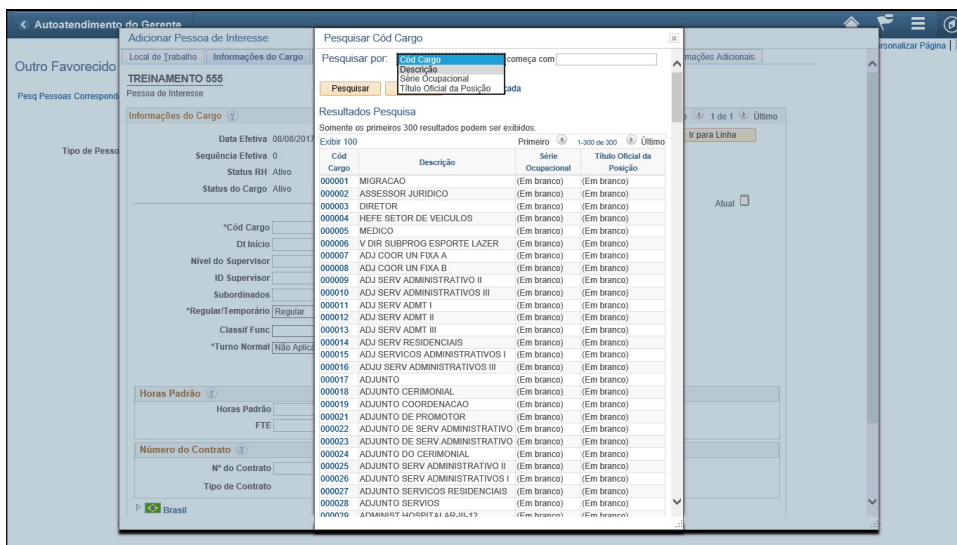 Autoatendimento do Gerente
Adicionar Pessoa de Interesse
Pesquisar Cód Cargo
Personalizar Página
Outro Favorecido
Pesq Pessoas Correspond
Tipo de Pesso
Local de Trabalho
Informações do Cargo
mações Adicionais
TREINAMENTO 555
Pessoa de Interesse
Informações do Cargo
1 de 1
Último
Ir para Linha
Data Efetiva 08/08/2017
Sequência Efetiva 0
Status RH Ativo
Status do Cargo Ativo
Atual
*Cód Cargo
Dt Início
Nível do Supervisor
ID Supervisor
Subordinados
*Regular/Temporário Regular
Classif Func
*Turno Normal Não Aplica
Horas Padrão
Horas Padrão
FTE
Número do Contrato
Nº do Contrato
Tipo de Contrato
Brasil
Pesquisar por: Cód Cargo começa com
Descrição
Série Ocupacional
Título Oficial da Posição
Pesquisar
cada
Resultados Pesquisa
Somente os primeiros 300 resultados podem ser exibidos.
Exibir 100 Primeiro 1-300 de 300 Último
Cód Cargo Descrição Série Ocupacional Título Oficial da Posição
000001 MIGRACAO (Em branco) (Em branco)
000002 ASSESSOR JURIDICO (Em branco) (Em branco)
000003 DIRETOR (Em branco) (Em branco)
000004 HEFE SETOR DE VEICULOS (Em branco) (Em branco)
000005 MEDICO (Em branco) (Em branco)
000006 V DIR SUBPROG ESPORTE LAZER (Em branco) (Em branco)
000007 ADJ COOR UN FIXA A (Em branco) (Em branco)
000008 ADJ COOR UN FIXA B (Em branco) (Em branco)
000009 ADJ SERV ADMINISTRATIVO II (Em branco) (Em branco)
000010 ADJ SERV ADMINISTRATIVOS III (Em branco) (Em branco)
000011 ADJ SERV ADMT I (Em branco) (Em branco)
000012 ADJ SERV ADMT II (Em branco) (Em branco)
000013 ADJ SERV ADMT III (Em branco) (Em branco)
000014 ADJ SERV RESIDENCIAIS (Em branco) (Em branco)
000015 ADJ SERVICOS ADMINISTRATIVOS I (Em branco) (Em branco)
000016 ADJU SERV ADMINISTRATIVOS III (Em branco) (Em branco)
000017 ADJUNTO (Em branco) (Em branco)
000018 ADJUNTO CERIMONIAL (Em branco) (Em branco)
000019 ADJUNTO COORDENACAO (Em branco) (Em branco)
000021 ADJUNTO DE PROMOTOR (Em branco) (Em branco)
000022 ADJUNTO DE SERV ADMINISTRATIVO (Em branco) (Em branco)
000023 ADJUNTO DE SERV.ADMINISTRATIVO (Em branco) (Em branco)
000024 ADJUNTO DO CERIMONIAL (Em branco) (Em branco)
000025 ADJUNTO SERV ADMINISTRATIVO II (Em branco) (Em branco)
000026 ADJUNTO SERV ADMINISTRATIVOS I (Em branco) (Em branco)
000027 ADJUNTO SERVICOS RESIDENCIAIS (Em branco) (Em branco)
000028 ADJUNTO SERVIOS (Em branco) (Em branco)
000029 ADMINIST HOSPITALAR-III-12 (Em branco) (Em branco)